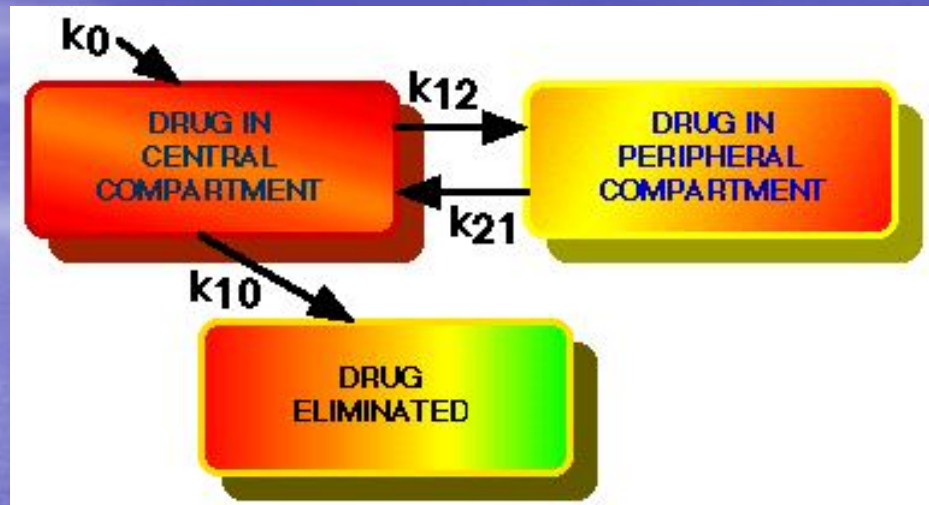 k0
DRUG IN
CENTRAL
COMPARTMENT
k12
k21
DRUG IN
PERIPHERAL
COMPARTMENT
k10
DRUG
ELIMINATED